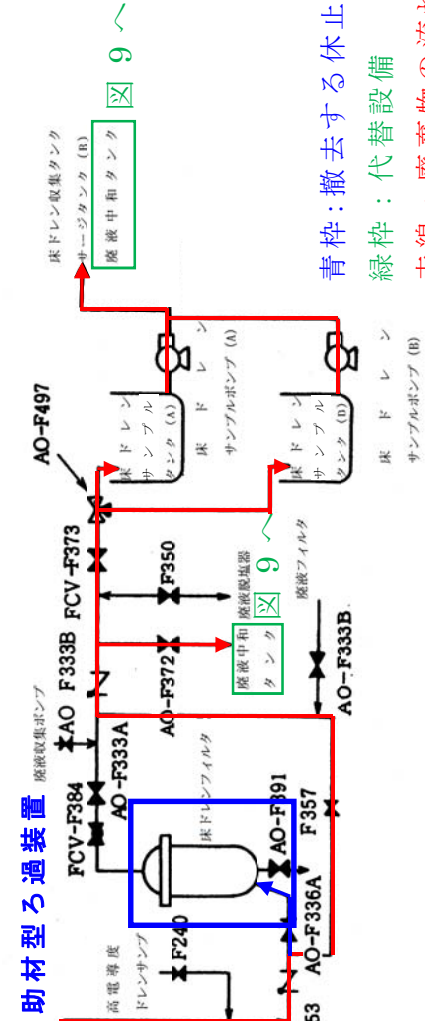 助材型ろ過装置
高電導度
ドレンサンプ
F240
53
AO-F336A
FCV-F384
AO-F333A
床ドレンフィルタ
AO-F391
F357
廃液収集ポンプ
AO F333B
AO-F372
FCV-F373
F350
廃液脱塩器
廃液中和
タンク
図 9 へ
廃液フィルタ
AO-F333B
AO-F497
床ドレン
サンプル
タンク (A)
床ドレン
サンプルポンプ (A)
床ドレン
サンプル
タンク (B)
床ドレン
サンプルポンプ (B)
床ドレン収集タンク
サージタンク (R)
廃液中和タンク
図 9 へ
青枠:撤去する休止
緑枠:代替設備